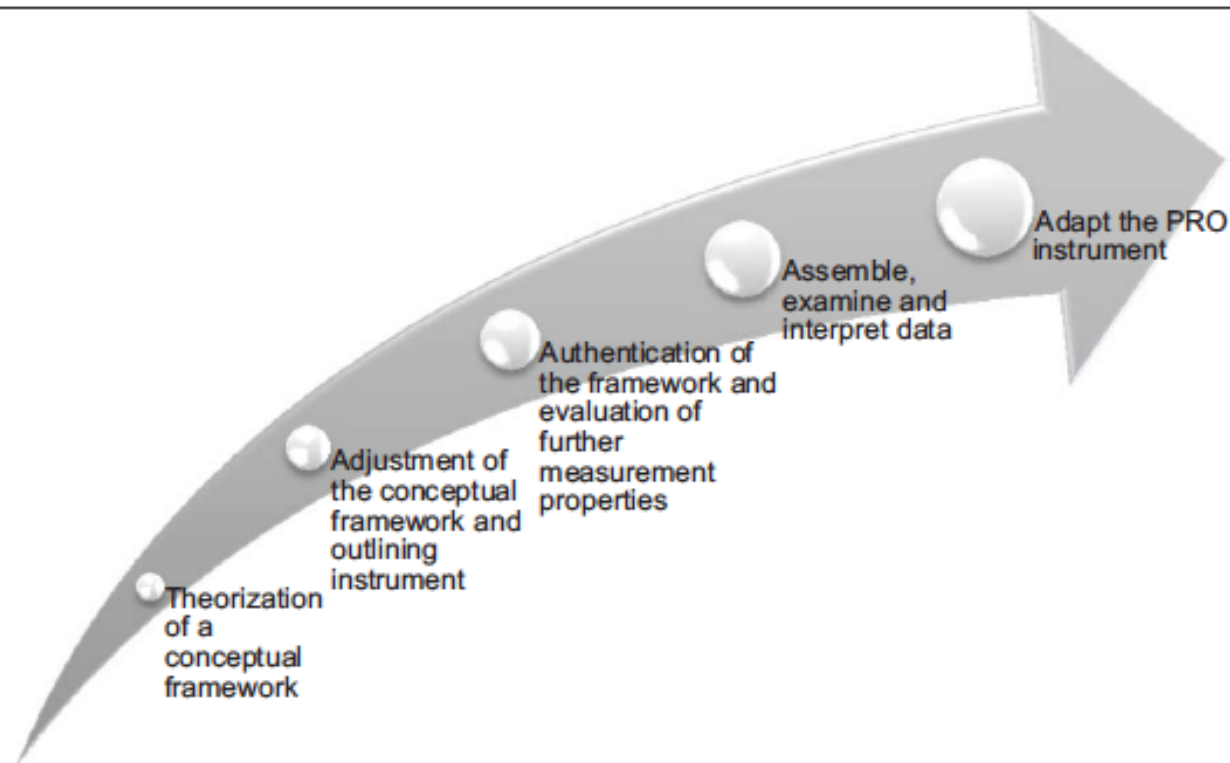 Theorization
of a
conceptual
framework
Adjustment of
the conceptual
framework and
outlining
instrument
Authentication of
the framework and
evaluation of
further
measurement
properties
Assemble,
examine and
interpret data
Adapt the PRO
instrument